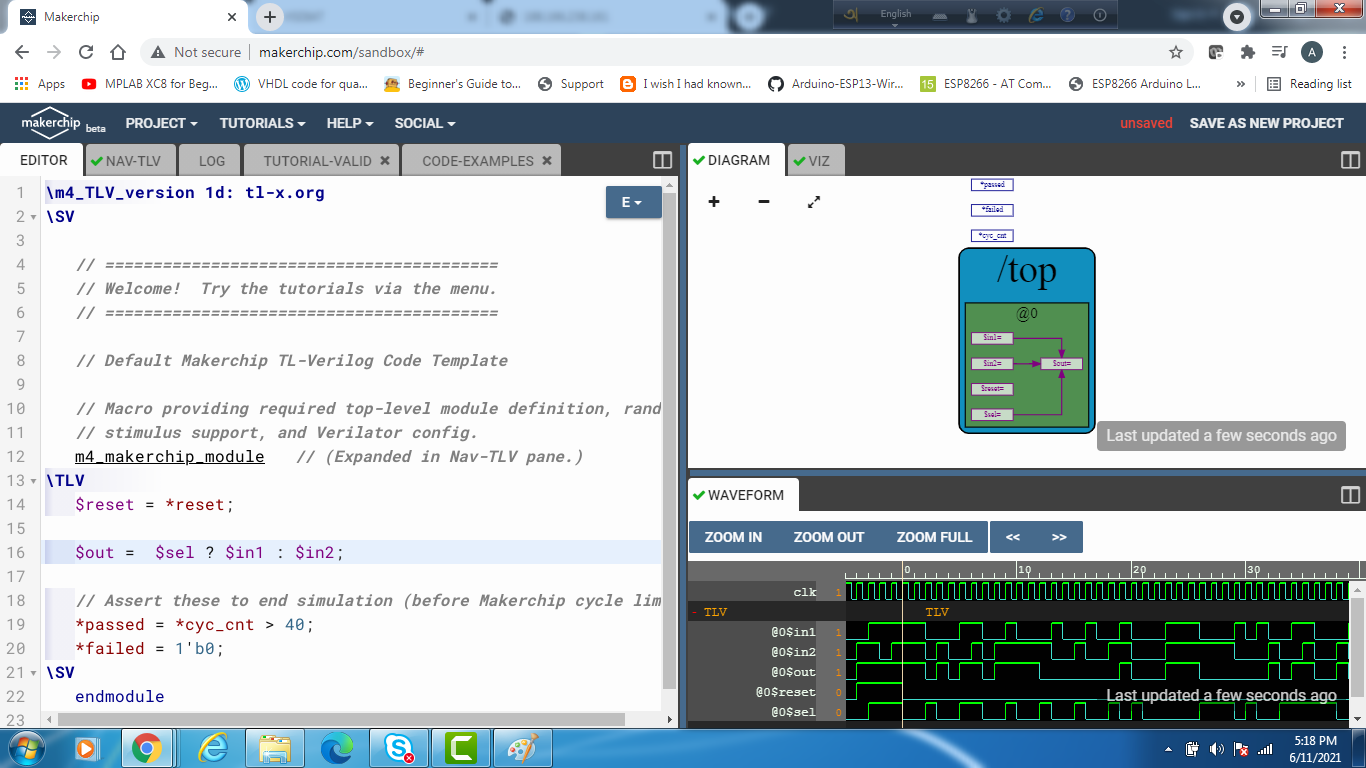 Makerchip
English
Not secure
makerchip.com/sandbox/#
A
Apps
MPLAB XC8 for Beg...
VHDL code for qua...
Beginner's Guide to...
Support
I wish I had known...
Arduino-ESP13-Wir...
15
ESP8266 - AT Com...
ESP8266 Arduino L...
»
Reading list
makerchip beta
PROJECT
TUTORIALS
HELP
SOCIAL
unsaved
SAVE AS NEW PROJECT
EDITOR
NAV-TLV
LOG
TUTORIAL-VALID
CODE-EXAMPLES
E
1 \m4_TLV_version 1d: tl-x.org
2 \SV
3
4 // =========================================
5 // Welcome!  Try the tutorials via the menu.
6 // =========================================
7
8 // Default Makerchip TL-Verilog Code Template
9
10 // Macro providing required top-level module definition, rand
11 // stimulus support, and Verilator config.
12 m4_makerchip_module   // (Expanded in Nav-TLV pane.)
13 \TLV
14 $reset = *reset;
15
16 $out =  $sel ? $in1 : $in2;
17
18 // Assert these to end simulation (before Makerchip cycle lim
19 *passed = *cyc_cnt > 40;
20 *failed = 1'b0;
21 \SV
22 endmodule
23
DIAGRAM
VIZ
*passed
*failed
*cyc_cnt
/top
@0
$in1=
$in2=
$out=
$reset=
$sel=
Last updated a few seconds ago
WAVEFORM
ZOOM IN
ZOOM OUT
ZOOM FULL
<<
>>
0 10 20 30
clk 1
- TLV TLV
@0$in1 1
@0$in2 1
@0$out 1
@0$reset 0
@0$sel 0
Last updated a few seconds ago
5:18 PM
6/11/2021